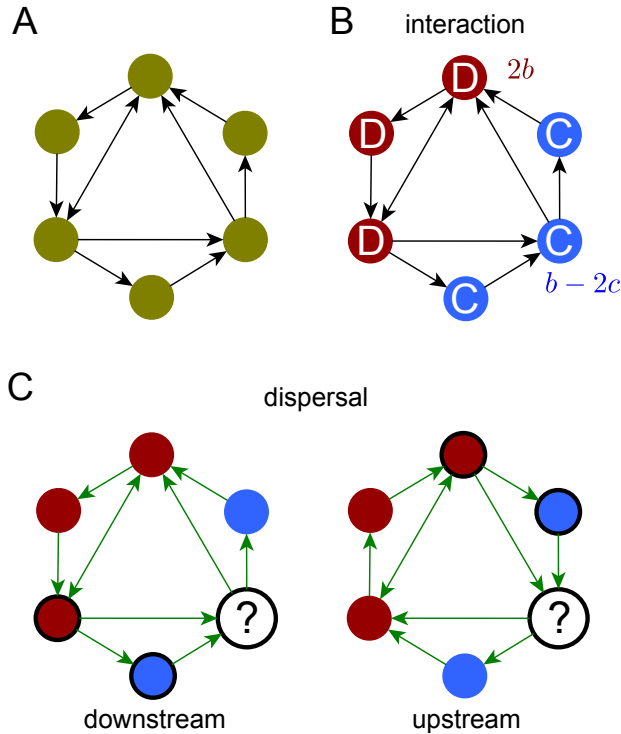 A
B
interaction
D
2b
D
C
D
C
C
b − 2c
C
dispersal
?
?
downstream
upstream